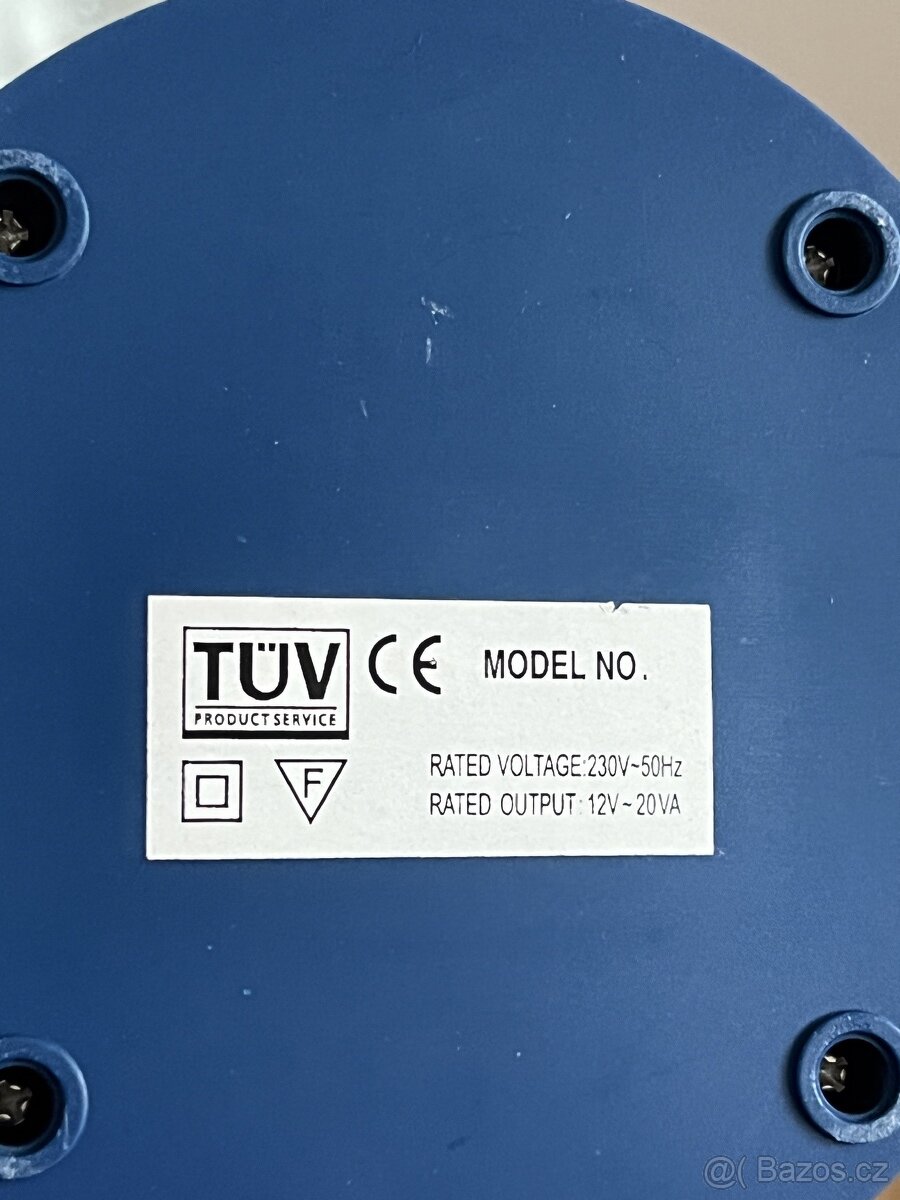 TÜV
PRODUCT SERVICE
CE
MODEL NO.
F
RATED VOLTAGE:230V~50Hz
RATED OUTPUT: 12V~20VA
@( Bazos.cz